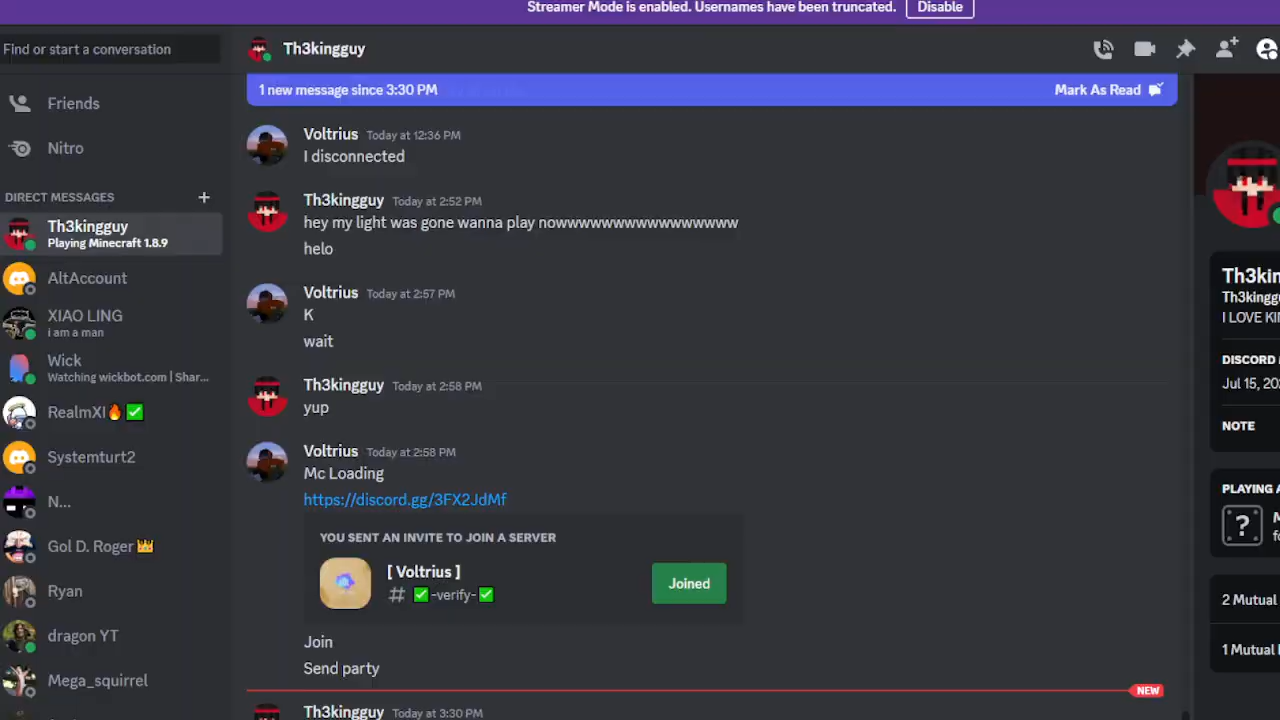 Streamer Mode is enabled. Usernames have been truncated.
Disable
Find or start a conversation
Th3kingguy
1 new message since 3:30 PM
Mark As Read
Friends
Nitro
DIRECT MESSAGES
Th3kingguy
Playing Minecraft 1.8.9
AltAccount
XIAO LING
i am a man
Wick
Watching wickbot.com | Shar...
RealmXI🔥✅
Systemturt2
N...
Gol D. Roger👑
Ryan
dragon YT
Mega_squirrel
Voltrius Today at 12:36 PM
I disconnected
Th3kingguy Today at 2:52 PM
hey my light was gone wanna play nowwwwwwwwwwwwwwww
helo
Voltrius Today at 2:57 PM
K
wait
Th3kingguy Today at 2:58 PM
yup
Voltrius Today at 2:58 PM
Mc Loading
https://discord.gg/3FX2JdMf
YOU SENT AN INVITE TO JOIN A SERVER
[ Voltrius ]
# ✅-verify-✅
Joined
Join
Send party
NEW
Th3kingguy Today at 3:30 PM
Th3kin
Th3kingg
I LOVE KI
DISCORD
Jul 15, 202
NOTE
PLAYING A
?
M
fo
2 Mutual
1 Mutual